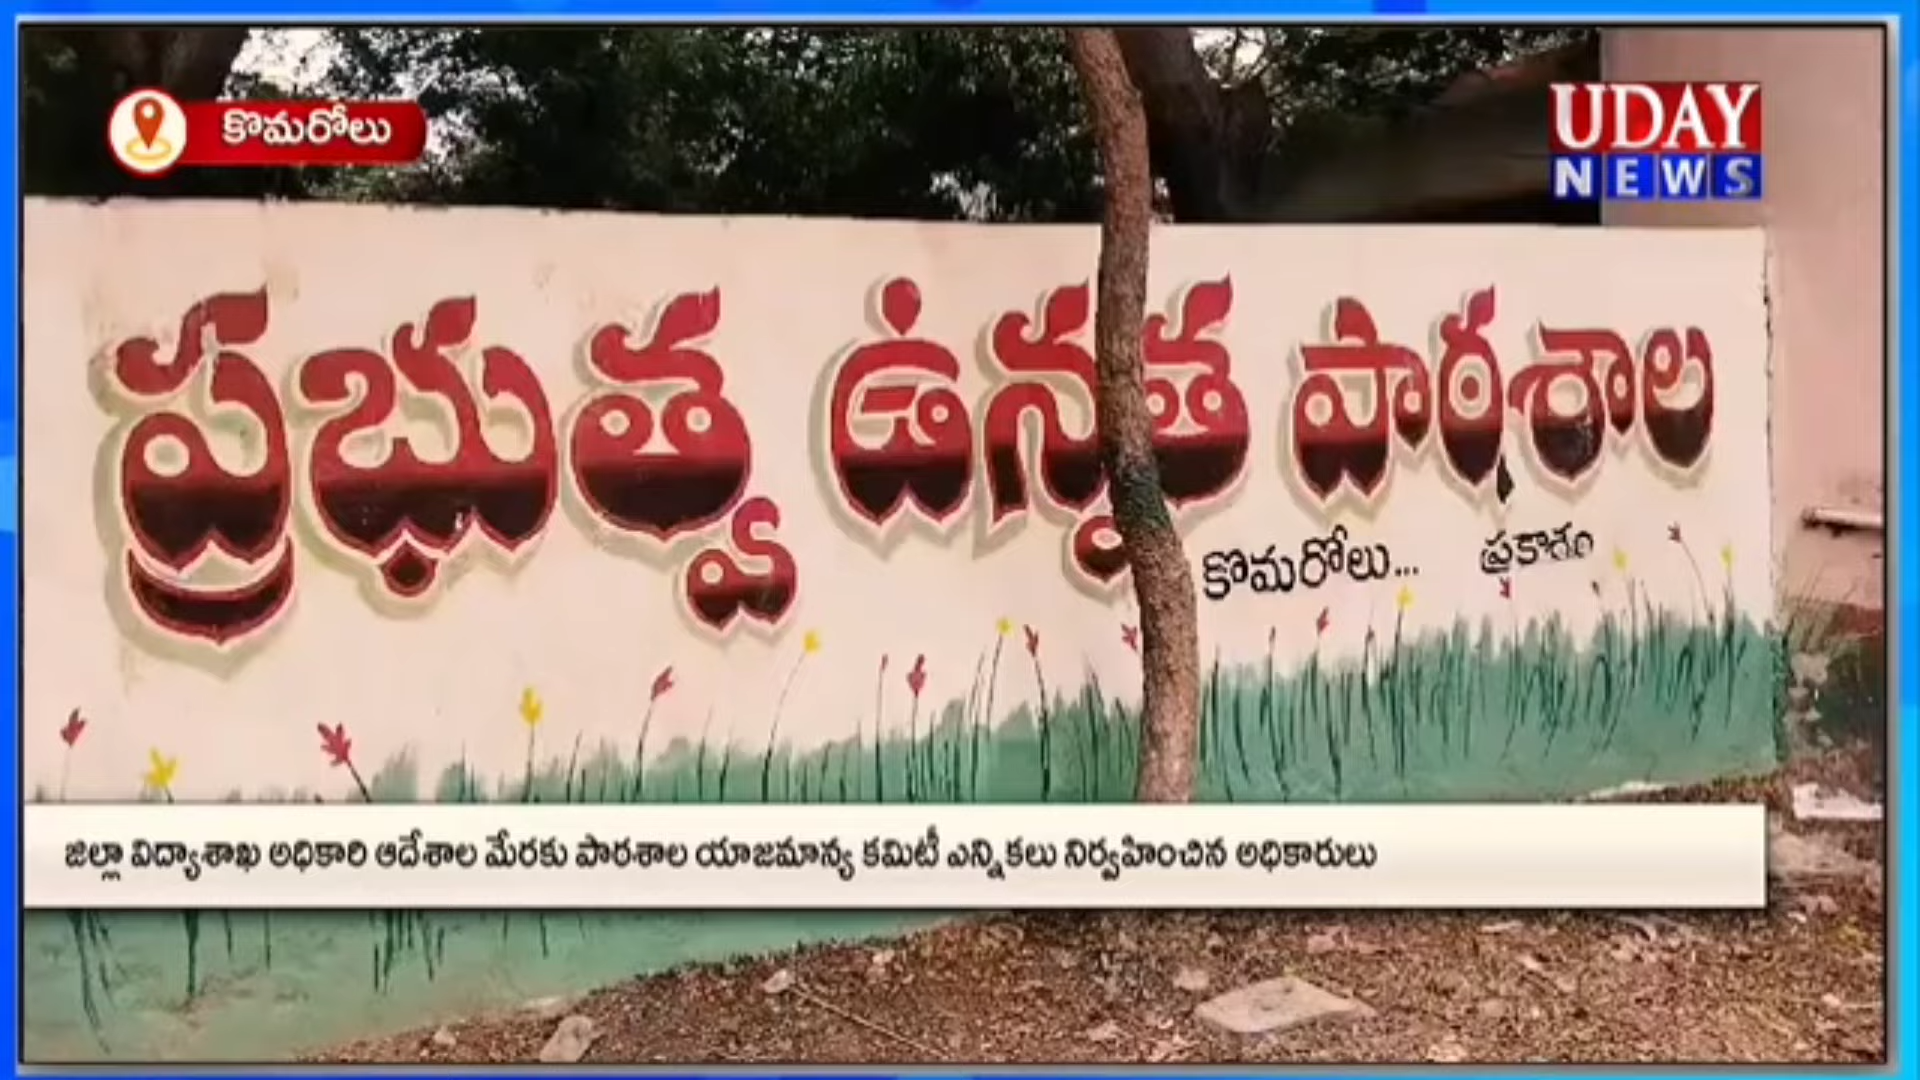 కొమరోలు
UDAY
NEWS
ప్రభుత్వ ఉన్నత పాఠశాల
కొమరోలు... ప్రకాశం
జిల్లా విద్యాశాఖ అధికారి ఆదేశాల మేరకు పాఠశాల యాజమాన్య కమిటీ ఎన్నికలు నిర్వహించిన అధికారులు